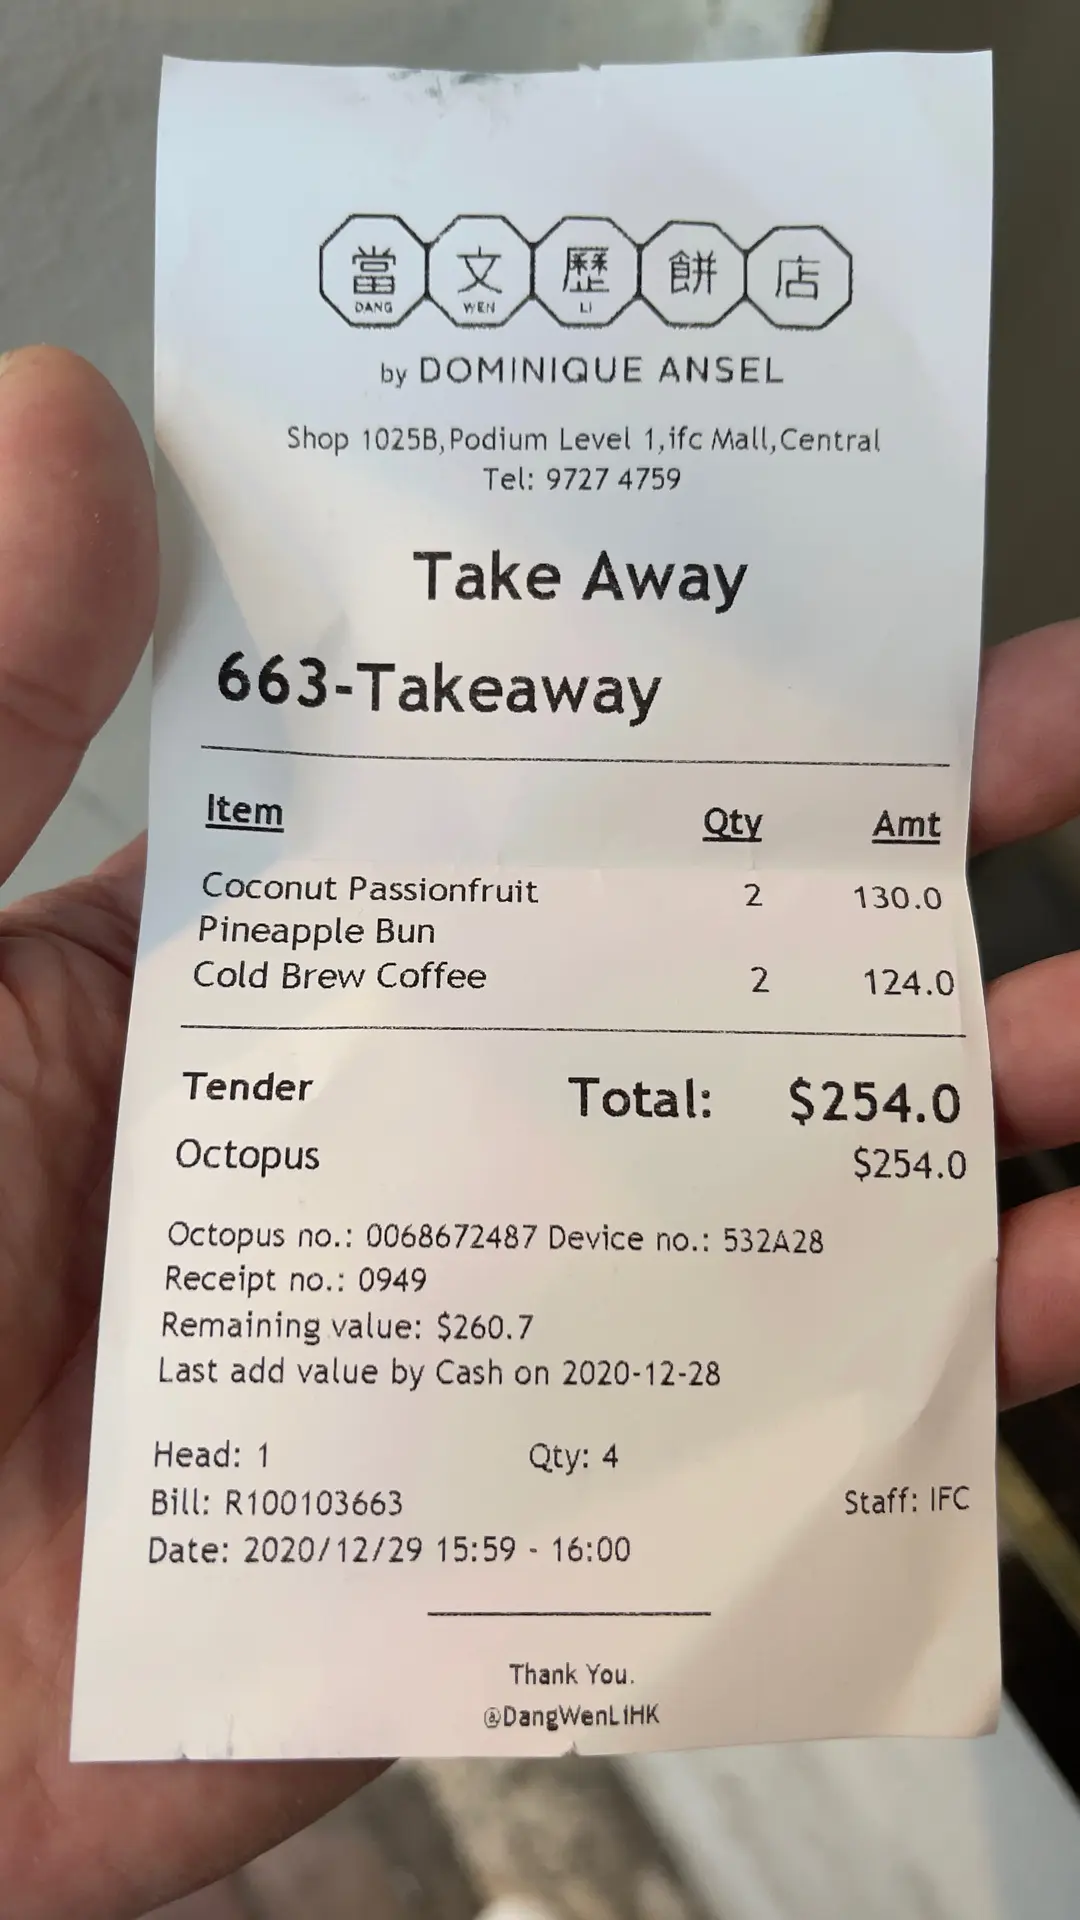 當 文 歷 餅 店
DANG WEN LI
by DOMINIQUE ANSEL
Shop 1025B,Podium Level 1,ifc Mall,Central
Tel: 9727 4759
Take Away
663-Takeaway
Item Qty Amt
Coconut Passionfruit 2 130.0
Pineapple Bun
Cold Brew Coffee 2 124.0
Tender Total: $254.0
Octopus $254.0
Octopus no.: 0068672487 Device no.: 532A28
Receipt no.: 0949
Remaining value: $260.7
Last add value by Cash on 2020-12-28
Head: 1 Qty: 4
Bill: R100103663 Staff: IFC
Date: 2020/12/29 15:59 - 16:00
Thank You.
@DangWenLiHK